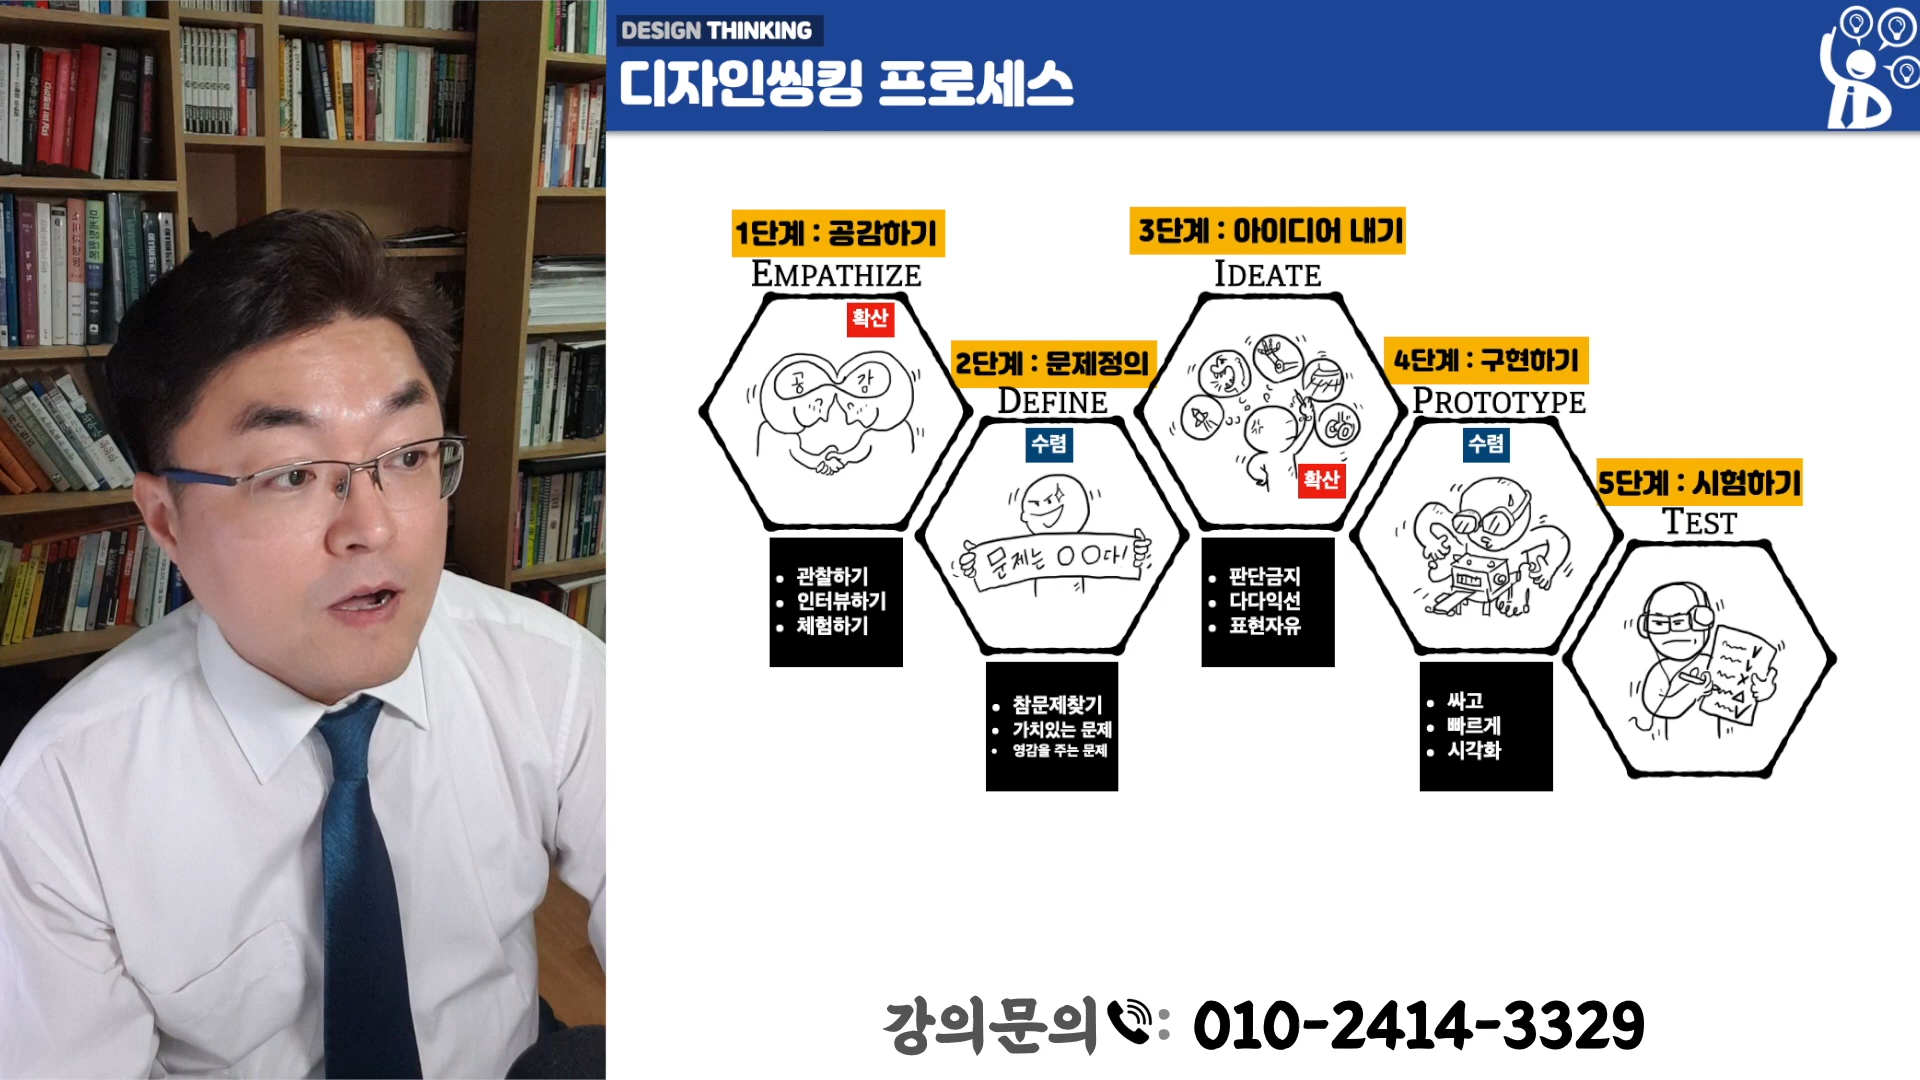 DESIGN THINKING
디자인씽킹 프로세스
1단계 : 공감하기
EMPATHIZE
확산
공 감
관찰하기
인터뷰하기
체험하기
2단계 : 문제정의
DEFINE
수렴
문제는 ○○다!
참문제찾기
가치있는 문제
영감을 주는 문제
3단계 : 아이디어 내기
IDEATE
확산
판단금지
다다익선
표현자유
4단계 : 구현하기
PROTOTYPE
수렴
싸고
빠르게
시각화
5단계 : 시험하기
TEST
강의문의 : 010-2414-3329